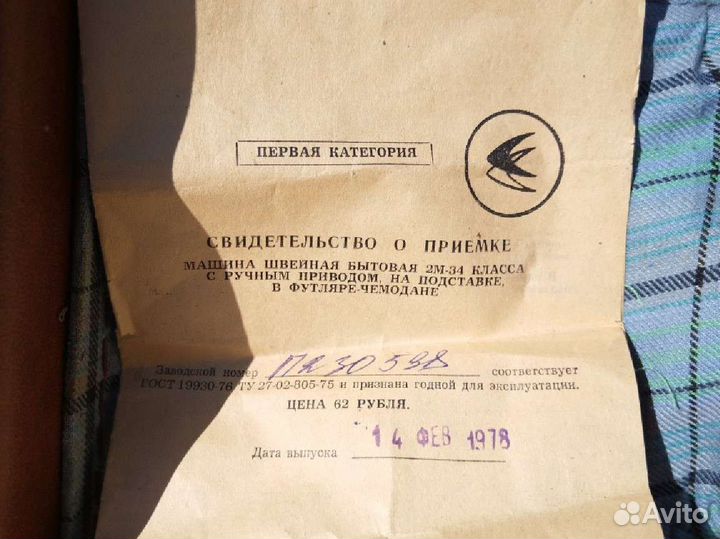 ПЕРВАЯ КАТЕГОРИЯ
СВИДЕТЕЛЬСТВО О ПРИЕМКЕ
МАШИНА ШВЕЙНАЯ БЫТОВАЯ 2М-34 КЛАССА
С РУЧНЫМ ПРИВОДОМ, НА ПОДСТАВКЕ,
В ФУТЛЯРЕ-ЧЕМОДАНЕ
Заводской номер соответствует
ГОСТ 19930-76, ТУ 27-02-805-75 и признана годной для эксплуатации.
ЦЕНА 62 РУБЛЯ.
Дата выпуска 14 ФЕВ 1978
Avito